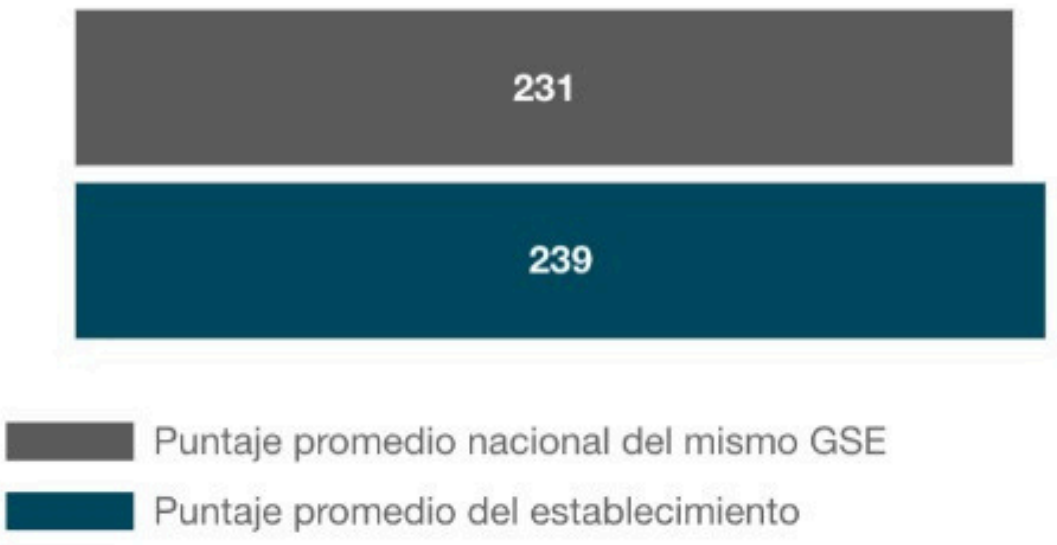 231
239
Puntaje promedio nacional del mismo GSE
Puntaje promedio del establecimiento